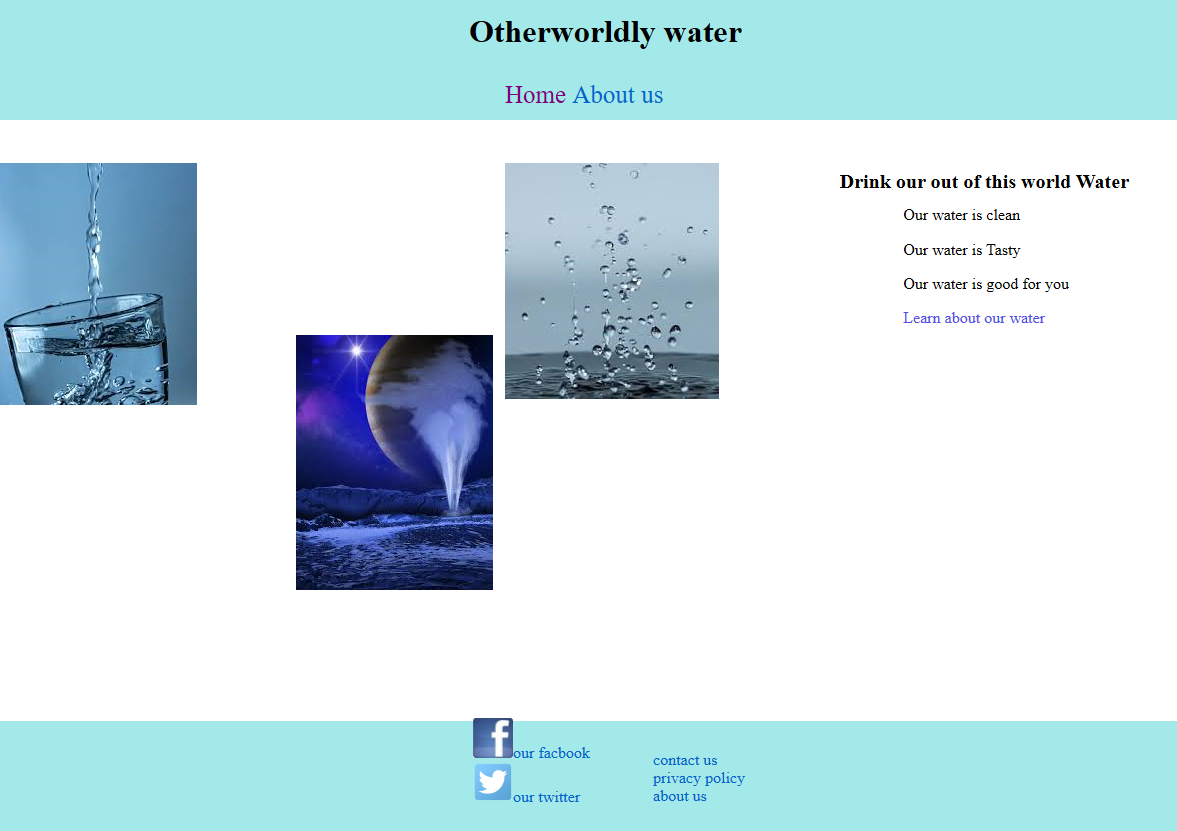 Otherworldly water
Home About us
Drink our out of this world Water
Our water is clean
Our water is Tasty
Our water is good for you
Learn about our water
f
our facbook
our twitter
contact us
privacy policy
about us